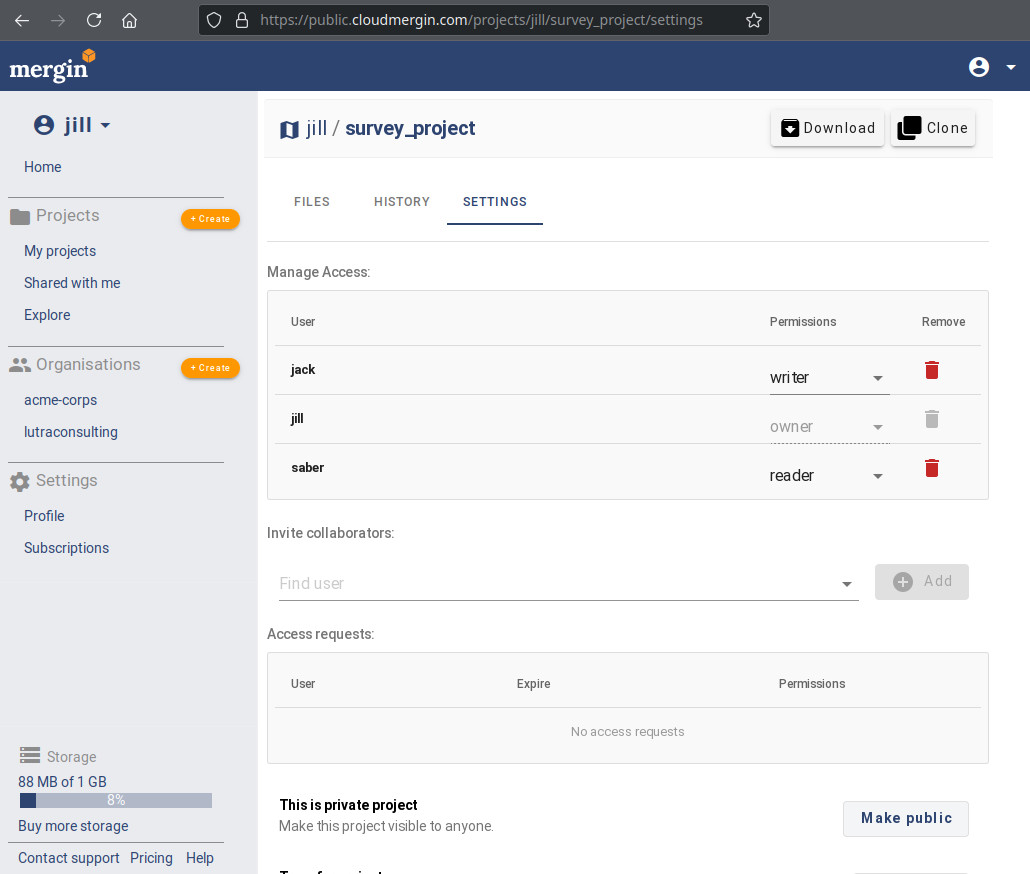 https://public.cloudmergin.com/projects/jill/survey_project/settings
mergin
jill
Home
Projects
+ Create
My projects
Shared with me
Explore
Organisations
+ Create
acme-corps
lutraconsulting
Settings
Profile
Subscriptions
Storage
88 MB of 1 GB
8%
Buy more storage
Contact support Pricing Help
jill / survey_project
Download Clone
FILES HISTORY SETTINGS
Manage Access:
User Permissions Remove
jack writer
jill owner
saber reader
Invite collaborators:
Find user Add
Access requests:
User Expire Permissions
No access requests
This is private project
Make this project visible to anyone.
Make public